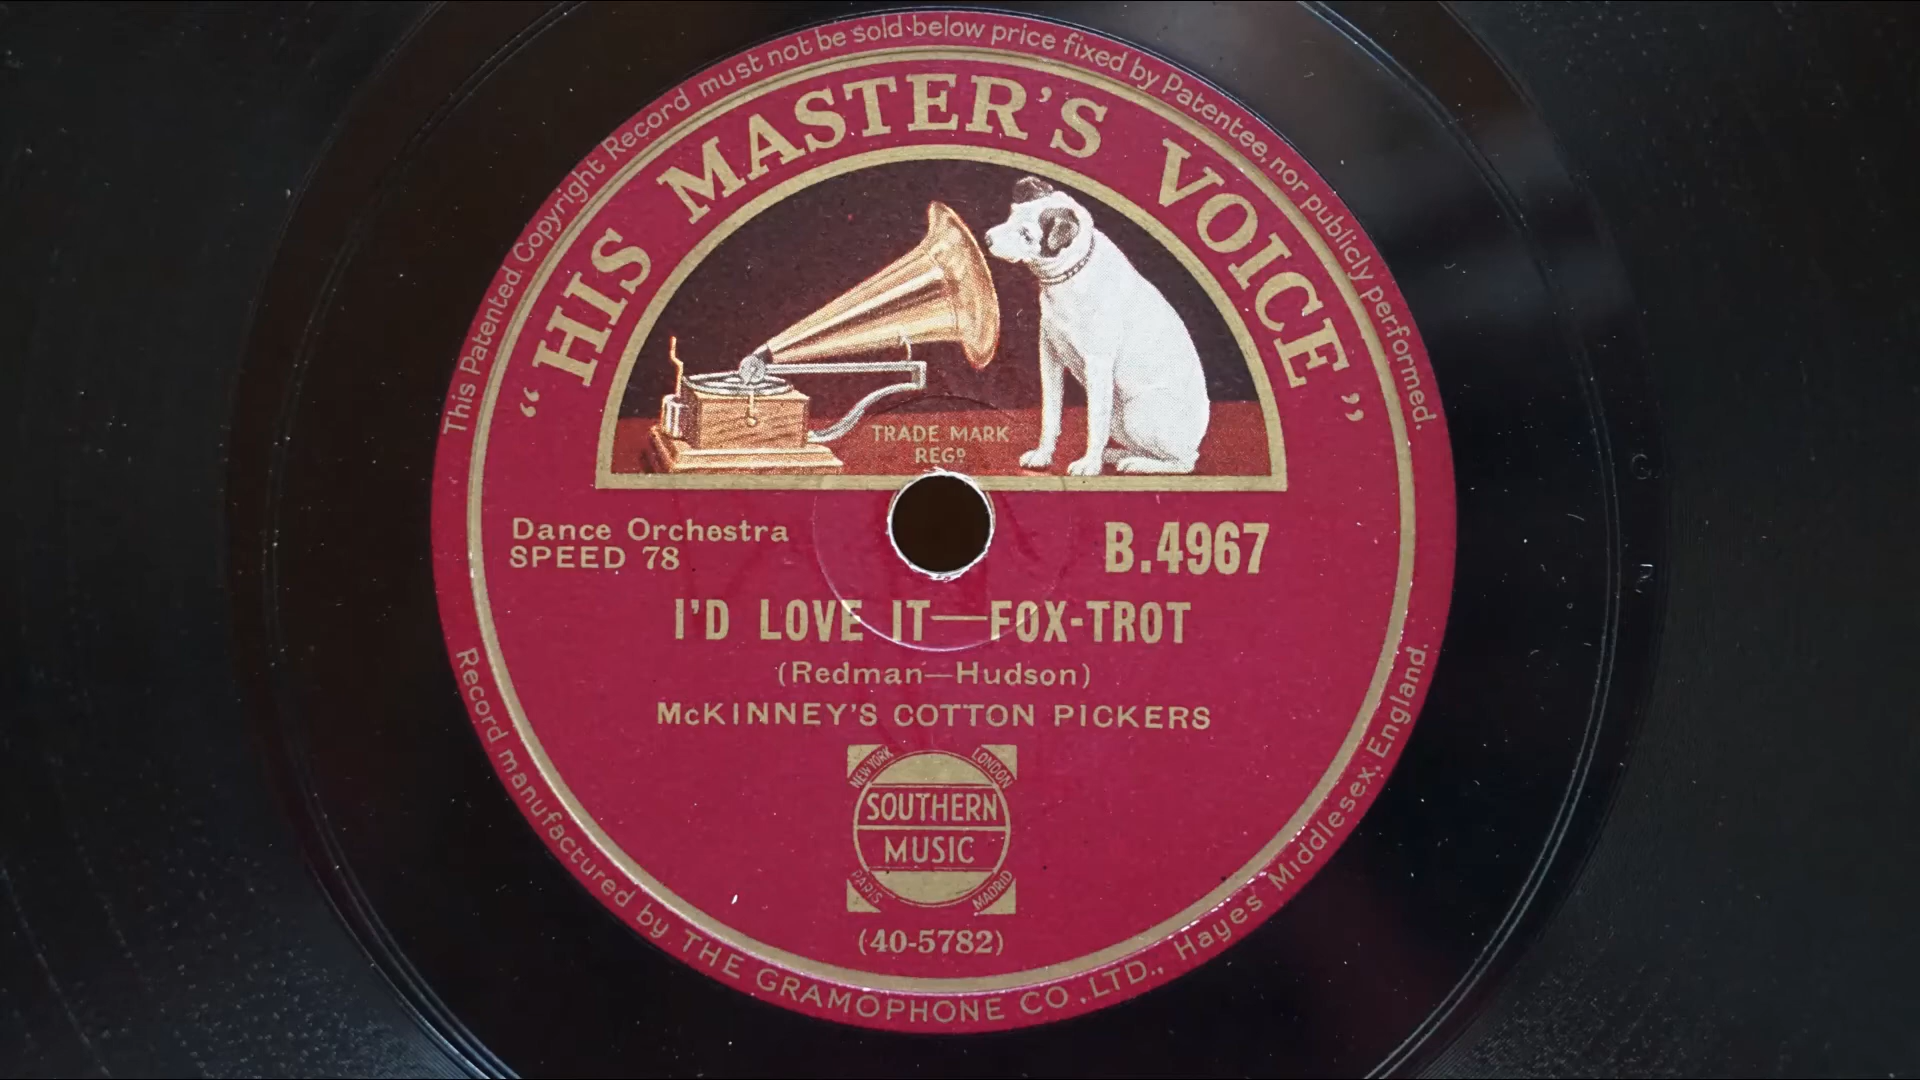 This Patented Copyright Record must not be sold below price fixed by Patentee, nor publicly performed.
“HIS MASTER'S VOICE”
TRADE MARK
REGD
Dance Orchestra
SPEED 78
B.4967
I'D LOVE IT—FOX-TROT
(Redman—Hudson)
McKINNEY'S COTTON PICKERS
NEW YORK
LONDON
SOUTHERN
MUSIC
PARIS
MADRID
(40-5782)
Record manufactured by THE GRAMOPHONE CO.,LTD., Hayes Middlesex, England.